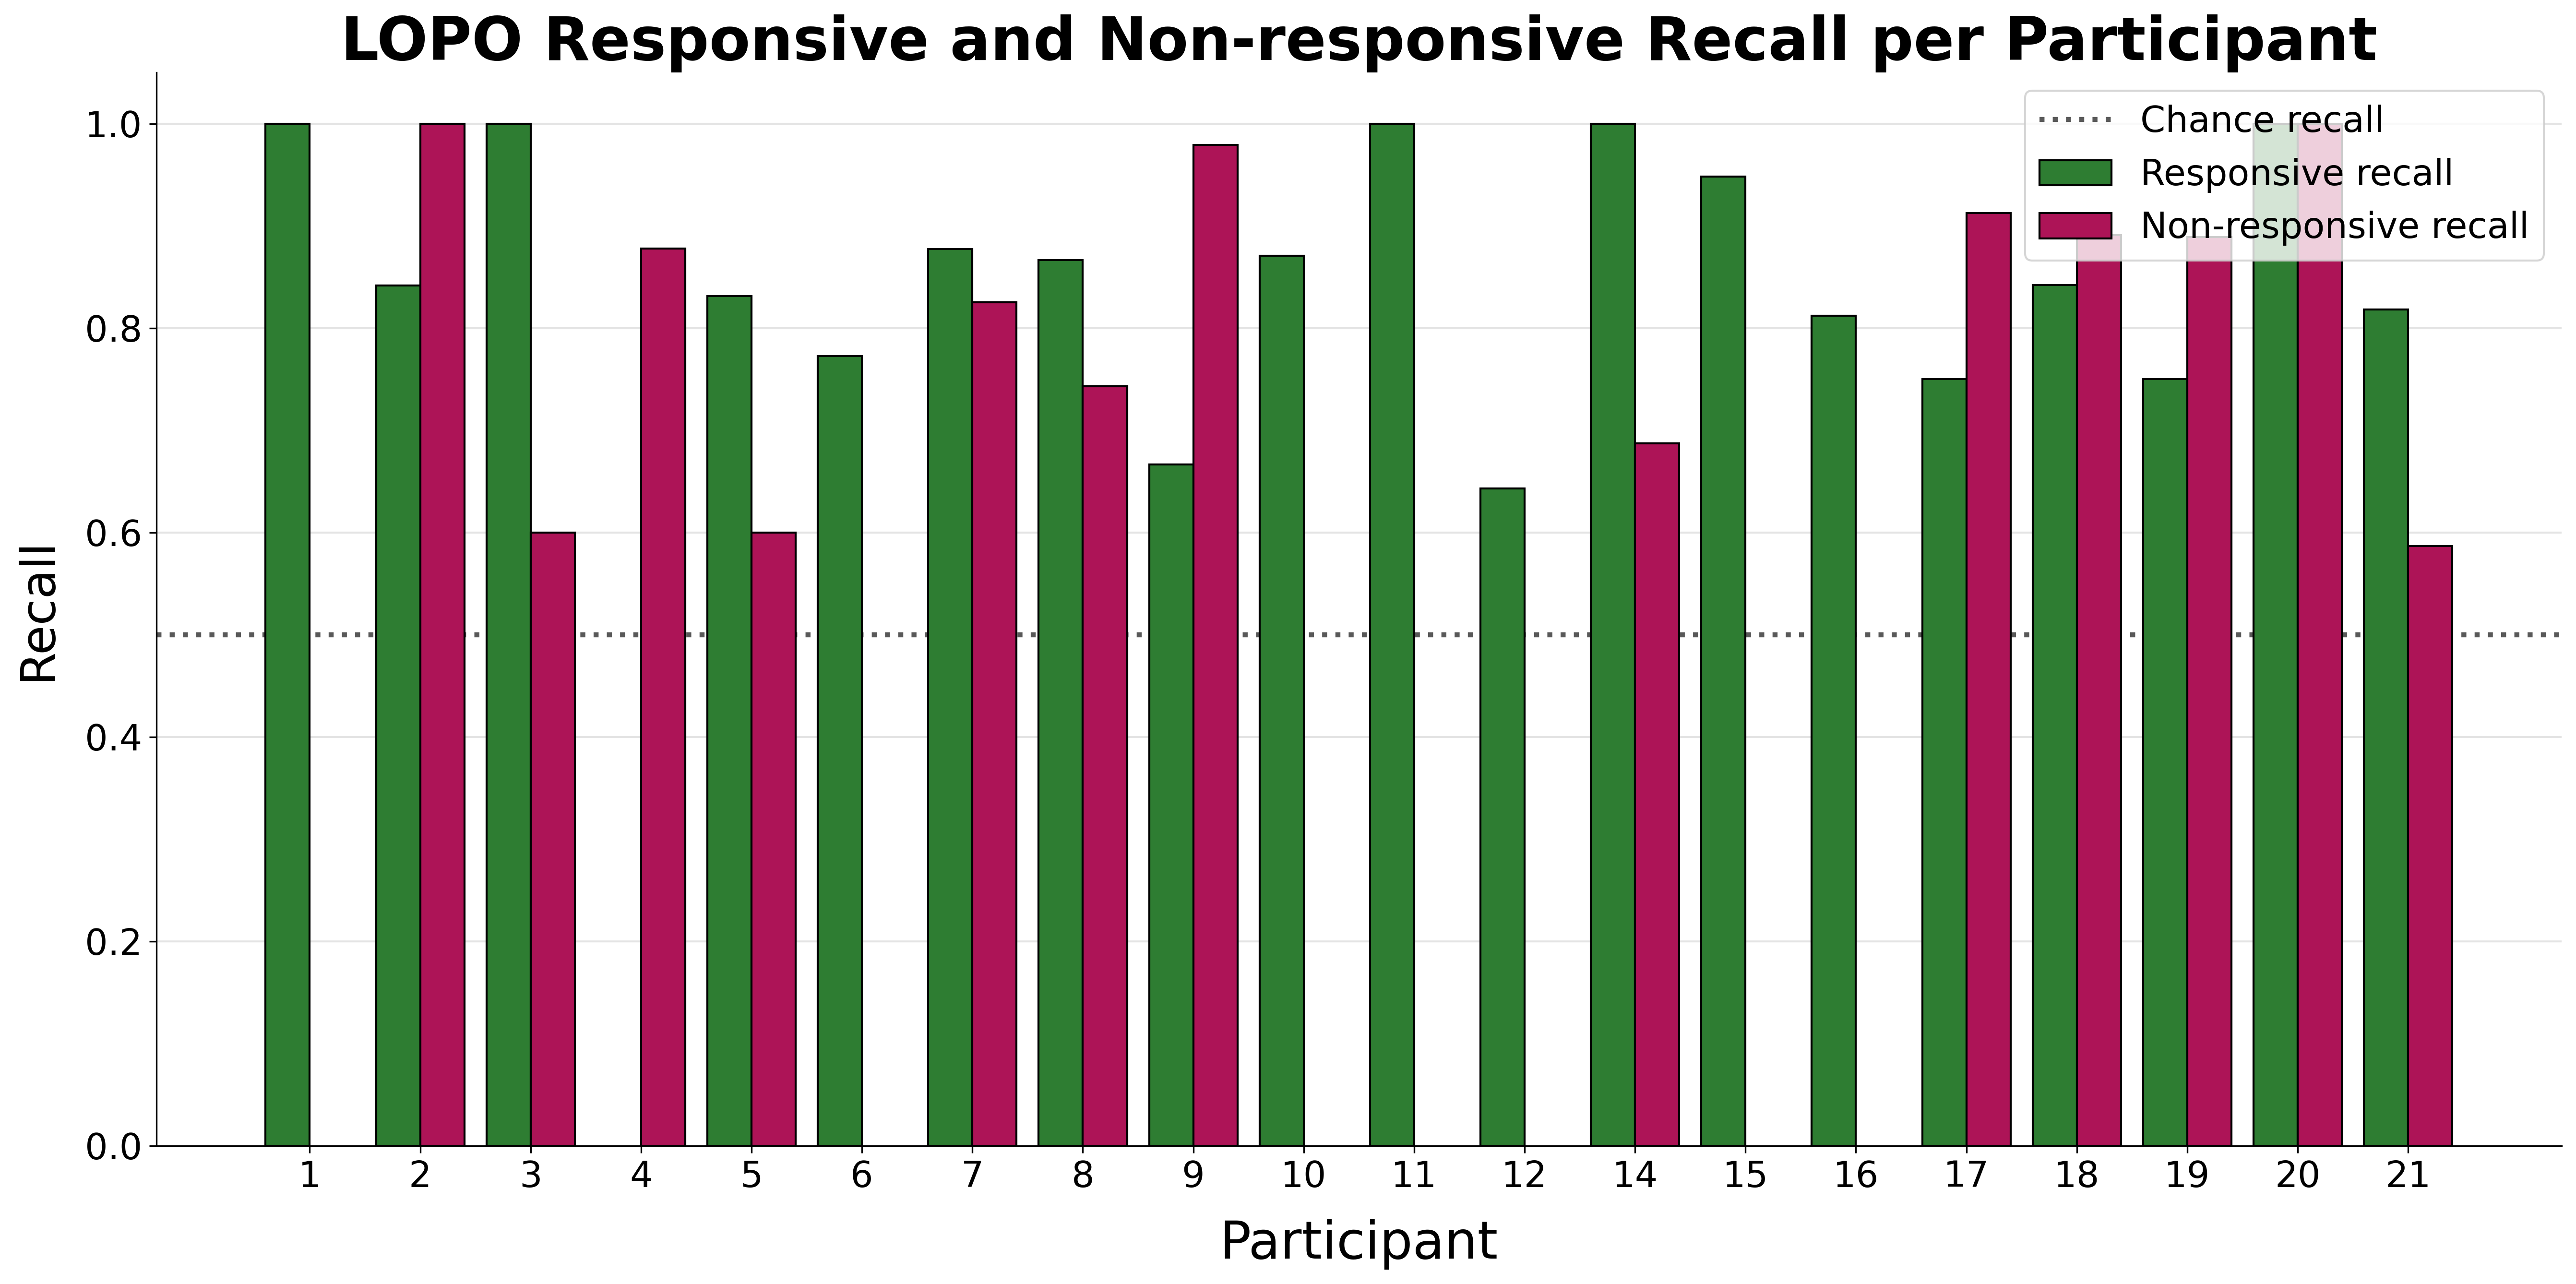 LOPO Responsive and Non-responsive Recall per Participant
Chance recall
Responsive recall
Non-responsive recall
Recall
1.0
0.8
0.6
0.4
0.2
0.0
1 2 3 4 5 6 7 8 9 10 11 12 14 15 16 17 18 19 20 21
Participant